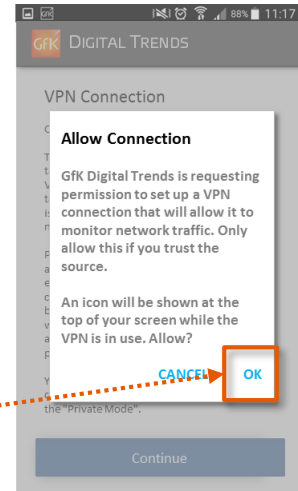 GfK 88% 11:17
GfK DIGITAL TRENDS
VPN Connection
Allow Connection
GfK Digital Trends is requesting
permission to set up a VPN
connection that will allow it to
monitor network traffic. Only
allow this if you trust the
source.
An icon will be shown at the
top of your screen while the
VPN is in use. Allow?
CANCEL OK
the "Private Mode".
Continue